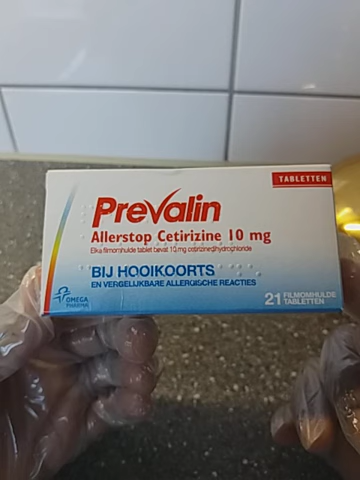 TABLETTEN
Prevalin
Allerstop Cetirizine 10 mg
Elke filmomhulde tablet bevat 10 mg cetirizinedihydrochloride
BIJ HOOIKOORTS
EN VERGELIJKBARE ALLERGISCHE REACTIES
OMEGA
PHARMA
21 FILMOMHULDE
TABLETTEN